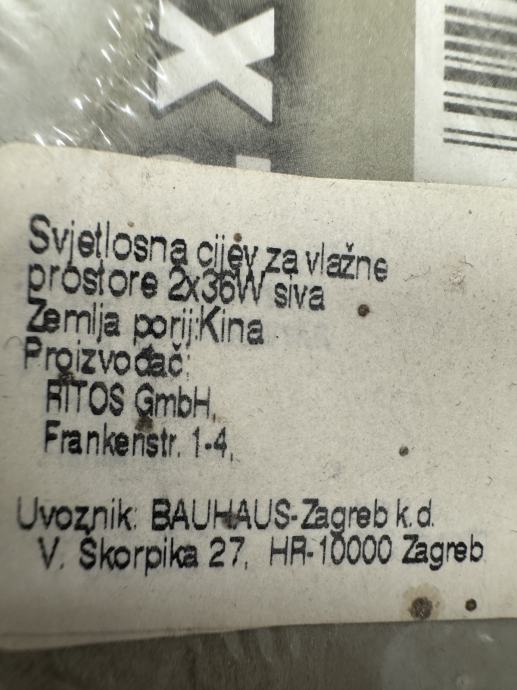 X
Svjetlosna cijev za vlažne
prostore 2x36W siva
Zemlja porij:Kina
Proizvođač:
RITOS GmbH,
Frankenstr. 1-4,
Uvoznik: BAUHAUS-Zagreb k.d.
V. Škorpika 27, HR-10000 Zagreb